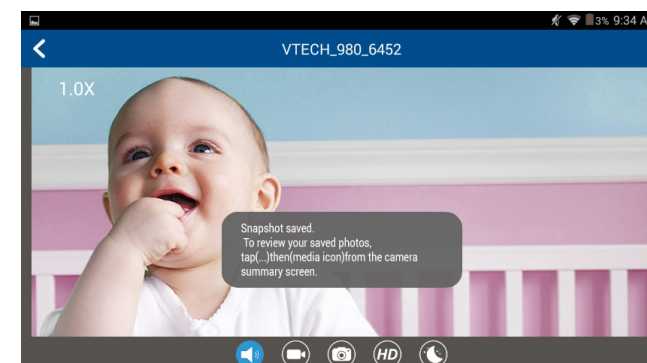 3% 9:34 A
VTECH_980_6452
1.0X
Snapshot saved.
To review your saved photos,
tap(...)then(media icon)from the camera
summary screen.
HD